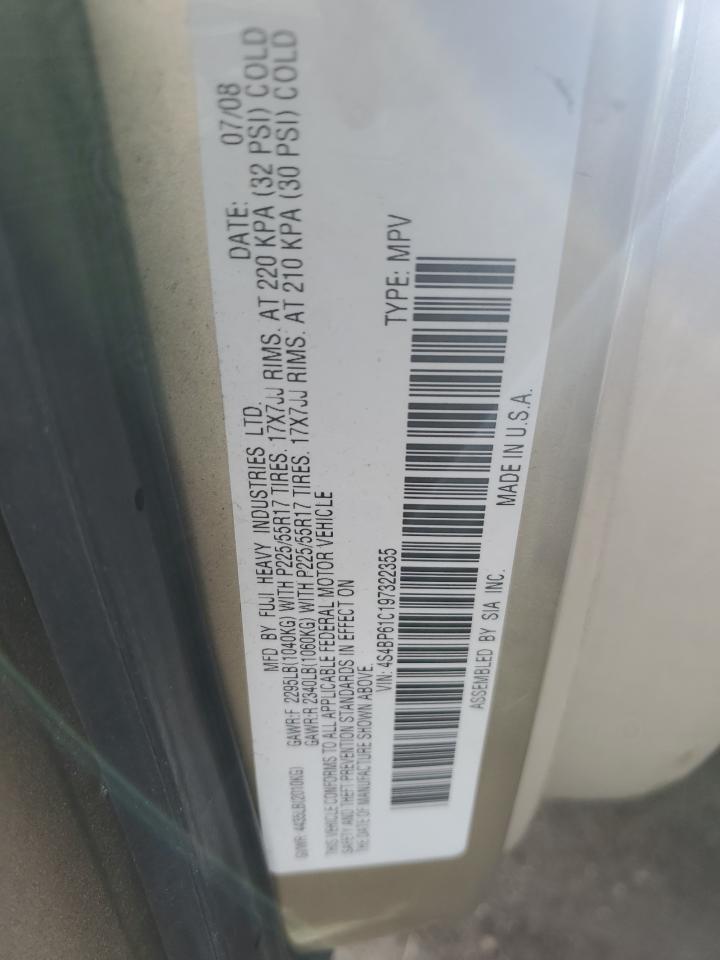 MFD BY FUJI HEAVY INDUSTRIES LTD. DATE: 07/08
GVWR: 4435LB(2010KG) GAWR:F 2295LB(1040KG) WITH P225/55R17 TIRES. 17X7JJ RIMS. AT 220 KPA (32 PSI) COLD
GAWR:R 2340LB(1060KG) WITH P225/55R17 TIRES. 17X7JJ RIMS. AT 210 KPA (30 PSI) COLD
THIS VEHICLE CONFORMS TO ALL APPLICABLE FEDERAL MOTOR VEHICLE
SAFETY AND THEFT PREVENTION STANDARDS IN EFFECT ON
THE DATE OF MANUFACTURE SHOWN ABOVE.
VIN: 4S4BP61C197322355 TYPE: MPV
ASSEMBLED BY SIA INC. MADE IN U.S.A.